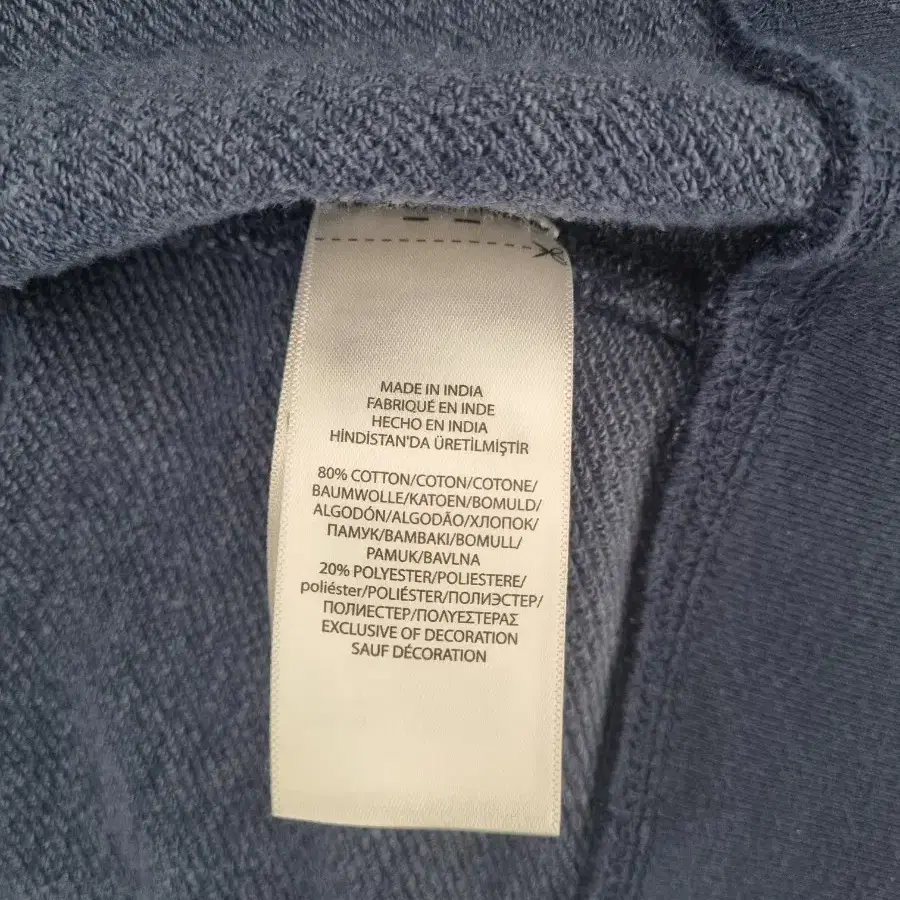 MADE IN INDIA
FABRIQUÉ EN INDE
HECHO EN INDIA
HİNDİSTAN'DA ÜRETİLMİŞTİR
80% COTTON/COTON/COTONE/
BAUMWOLLE/KATOEN/BOMULD/
ALGODÓN/ALGODÃO/ХЛОПОК/
ПАМУК/ΒΑΜΒΑΚΙ/BOMULL/
PAMUK/BAVLNA
20% POLYESTER/POLIESTERE/
poliéster/POLIÉSTER/ПОЛИЭСТЕР/
ПОЛИЕСТЕР/ΠΟΛΥΕΣΤΕΡΑΣ
EXCLUSIVE OF DECORATION
SAUF DÉCORATION